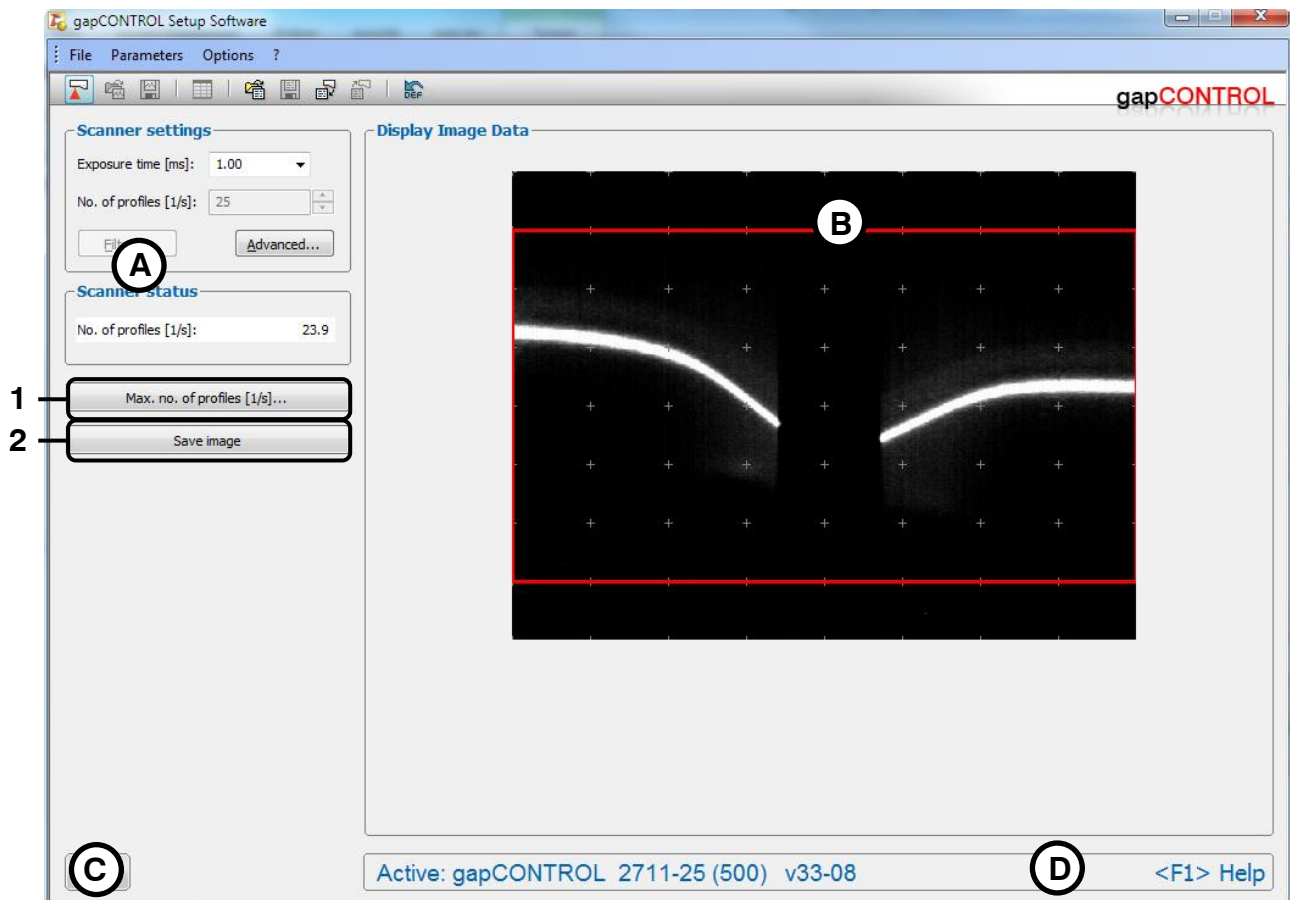 gapCONTROL Setup Software
File Parameters Options ?
DEF
gapCONTROL
Scanner settings
Exposure time [ms]: 1.00
No. of profiles [1/s]: 25
Advanced...
A
Scanner status
No. of profiles [1/s]: 23.9
1
Max. no. of profiles [1/s]...
2
Save image
Display Image Data
B
C
Active: gapCONTROL 2711-25 (500) v33-08
D
<F1> Help